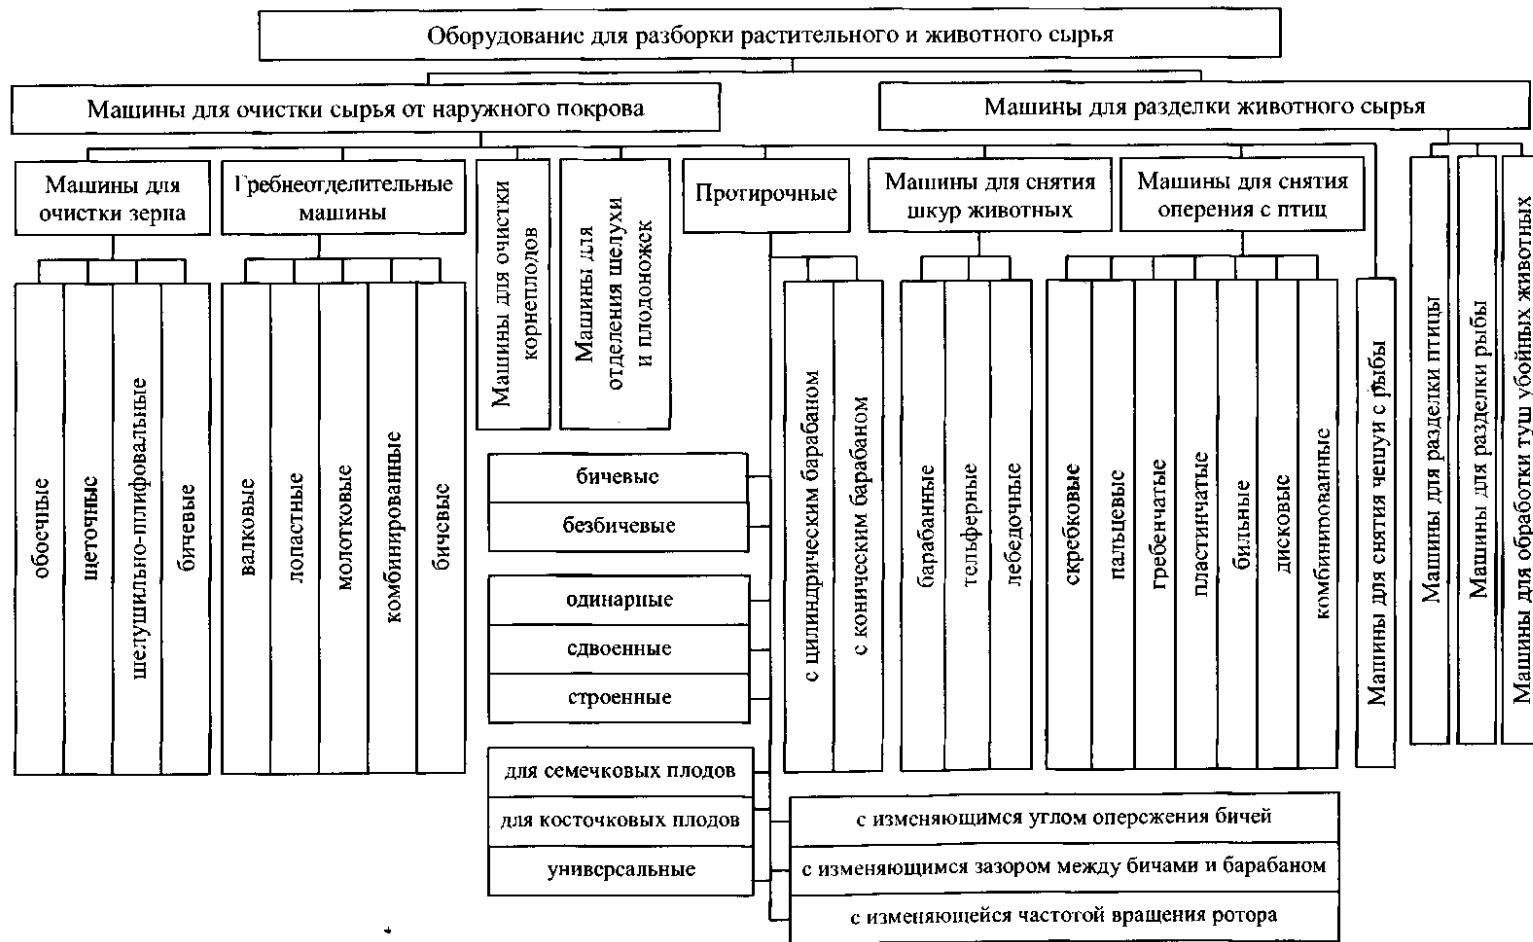 Оборудование для разборки растительного и животного сырья
Машины для очистки сырья от наружного покрова
Машины для разделки животного сырья
Машины для
очистки зерна
Гребнеотделительные
машины
Машины для очистки
корнеплодов
Машины для
отделения шелухи
и плодоножек
Протирочные
Машины для снятия
шкур животных
Машины для снятия
оперения с птиц
Машины для снятия чешуи с рыбы
Машины для разделки птицы
Машины для разделки рыбы
Машины для обработки туш убойных животных
обоечные
щеточные
шелушильно-шлифовальные
бичевые
валковые
лопастные
молотковые
комбинированные
бичевые
бичевые
безбичевые
одинарные
сдвоенные
строенные
для семечковых плодов
для косточковых плодов
универсальные
с цилиндрическим барабаном
с коническим барабаном
с изменяющимся углом опережения бичей
с изменяющимся зазором между бичами и барабаном
с изменяющейся частотой вращения ротора
барабанные
тельферные
лебедочные
скребковые
пальцевые
гребенчатые
пластинчатые
бильные
дисковые
комбинированные